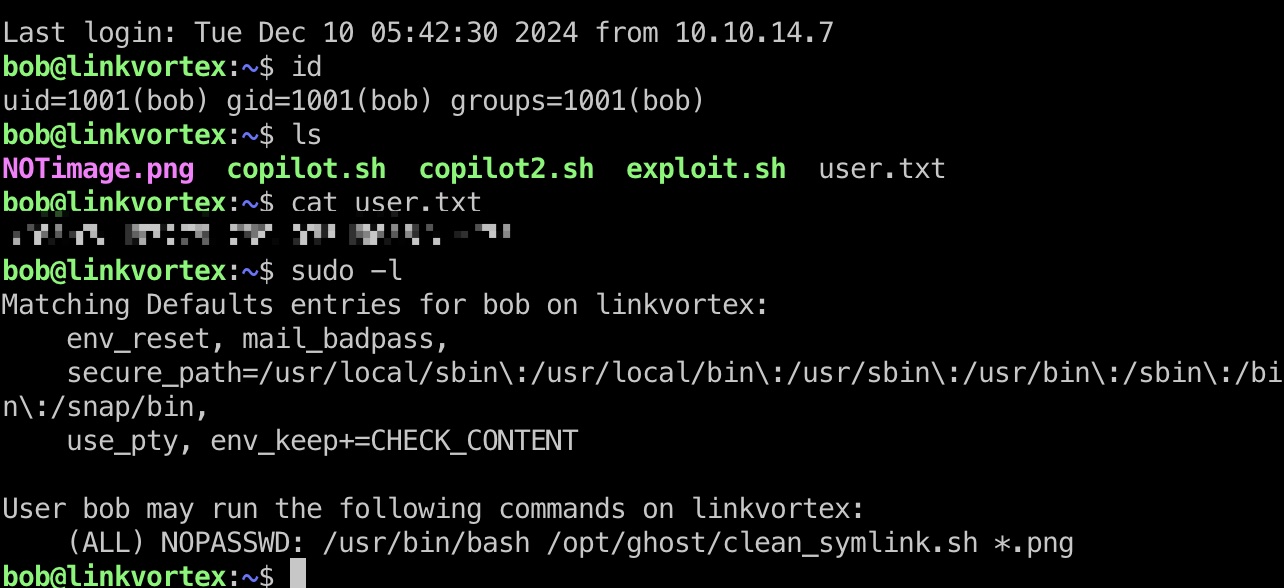 Last login: Tue Dec 10 05:42:30 2024 from 10.10.14.7
bob@linkvortex:~$ id
uid=1001(bob) gid=1001(bob) groups=1001(bob)
bob@linkvortex:~$ ls
NOTimage.png  copilot.sh  copilot2.sh  exploit.sh  user.txt
bob@linkvortex:~$ cat user.txt
bob@linkvortex:~$ sudo -l
Matching Defaults entries for bob on linkvortex:
    env_reset, mail_badpass,
    secure_path=/usr/local/sbin\:/usr/local/bin\:/usr/sbin\:/usr/bin\:/sbin\:/bi
n\:/snap/bin,
    use_pty, env_keep+=CHECK_CONTENT

User bob may run the following commands on linkvortex:
    (ALL) NOPASSWD: /usr/bin/bash /opt/ghost/clean_symlink.sh *.png
bob@linkvortex:~$